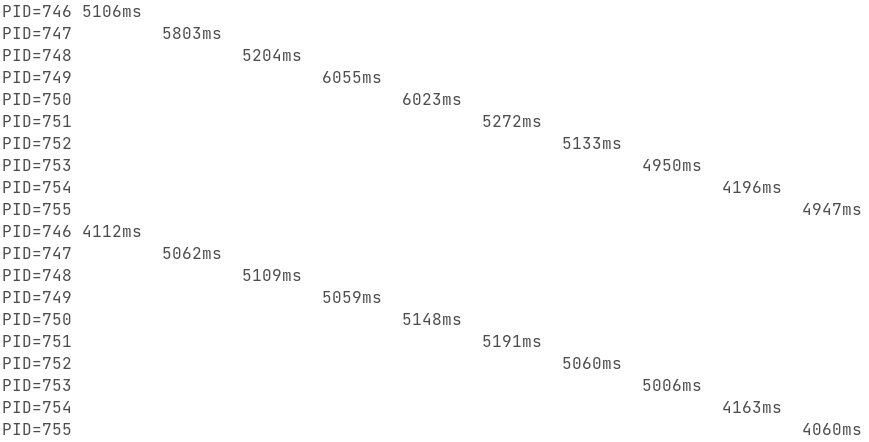 PID=746 5106ms
PID=747         5803ms
PID=748                 5204ms
PID=749                         6055ms
PID=750                                 6023ms
PID=751                                         5272ms
PID=752                                                 5133ms
PID=753                                                         4950ms
PID=754                                                                 4196ms
PID=755                                                                         4947ms
PID=746 4112ms
PID=747         5062ms
PID=748                 5109ms
PID=749                         5059ms
PID=750                                 5148ms
PID=751                                         5191ms
PID=752                                                 5060ms
PID=753                                                         5006ms
PID=754                                                                 4163ms
PID=755                                                                         4060ms